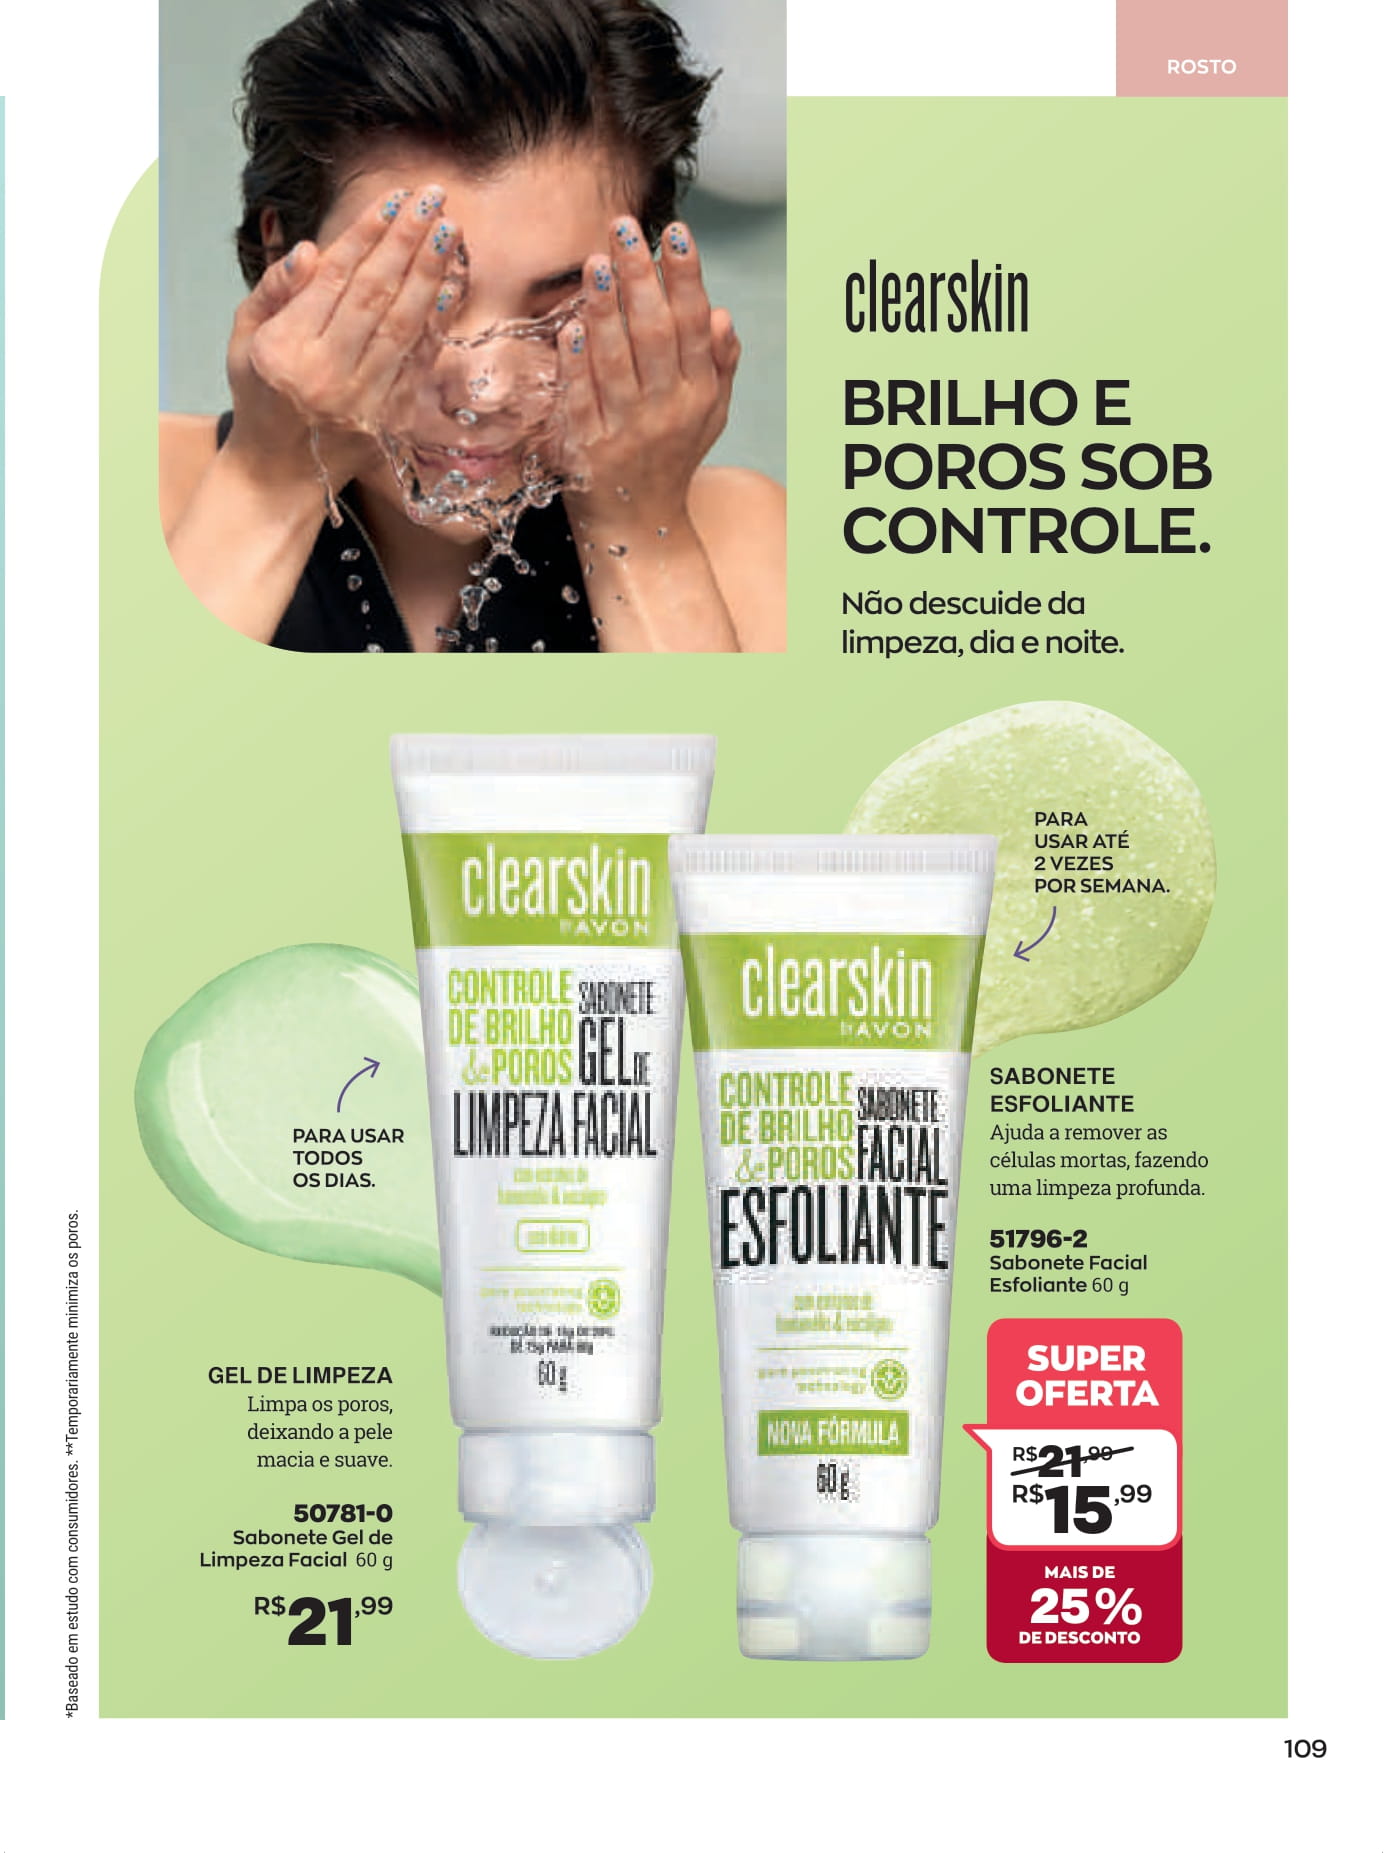 ROSTO
clearskin
BRILHO E
POROS SOB
CONTROLE.
Não descuide da
limpeza, dia e noite.
PARA
USAR ATÉ
2 VEZES
POR SEMANA.
clearskin
BY AVON
CONTROLE
DE BRILHO
& POROS
SABONETE
GEL DE
LIMPEZA FACIAL
60 g
clearskin
BY AVON
CONTROLE
DE BRILHO
& POROS
SABONETE
FACIAL
ESFOLIANTE
NOVA FÓRMULA
60 g
PARA USAR
TODOS
OS DIAS.
SABONETE
ESFOLIANTE
Ajuda a remover as
células mortas, fazendo
uma limpeza profunda.
51796-2
Sabonete Facial
Esfoliante 60 g
SUPER
OFERTA
R$21,99
R$15,99
MAIS DE
25%
DE DESCONTO
GEL DE LIMPEZA
Limpa os poros,
deixando a pele
macia e suave.
50781-0
Sabonete Gel de
Limpeza Facial 60 g
R$21,99
*Baseado em estudo com consumidores. **Temporariamente minimiza os poros.
109